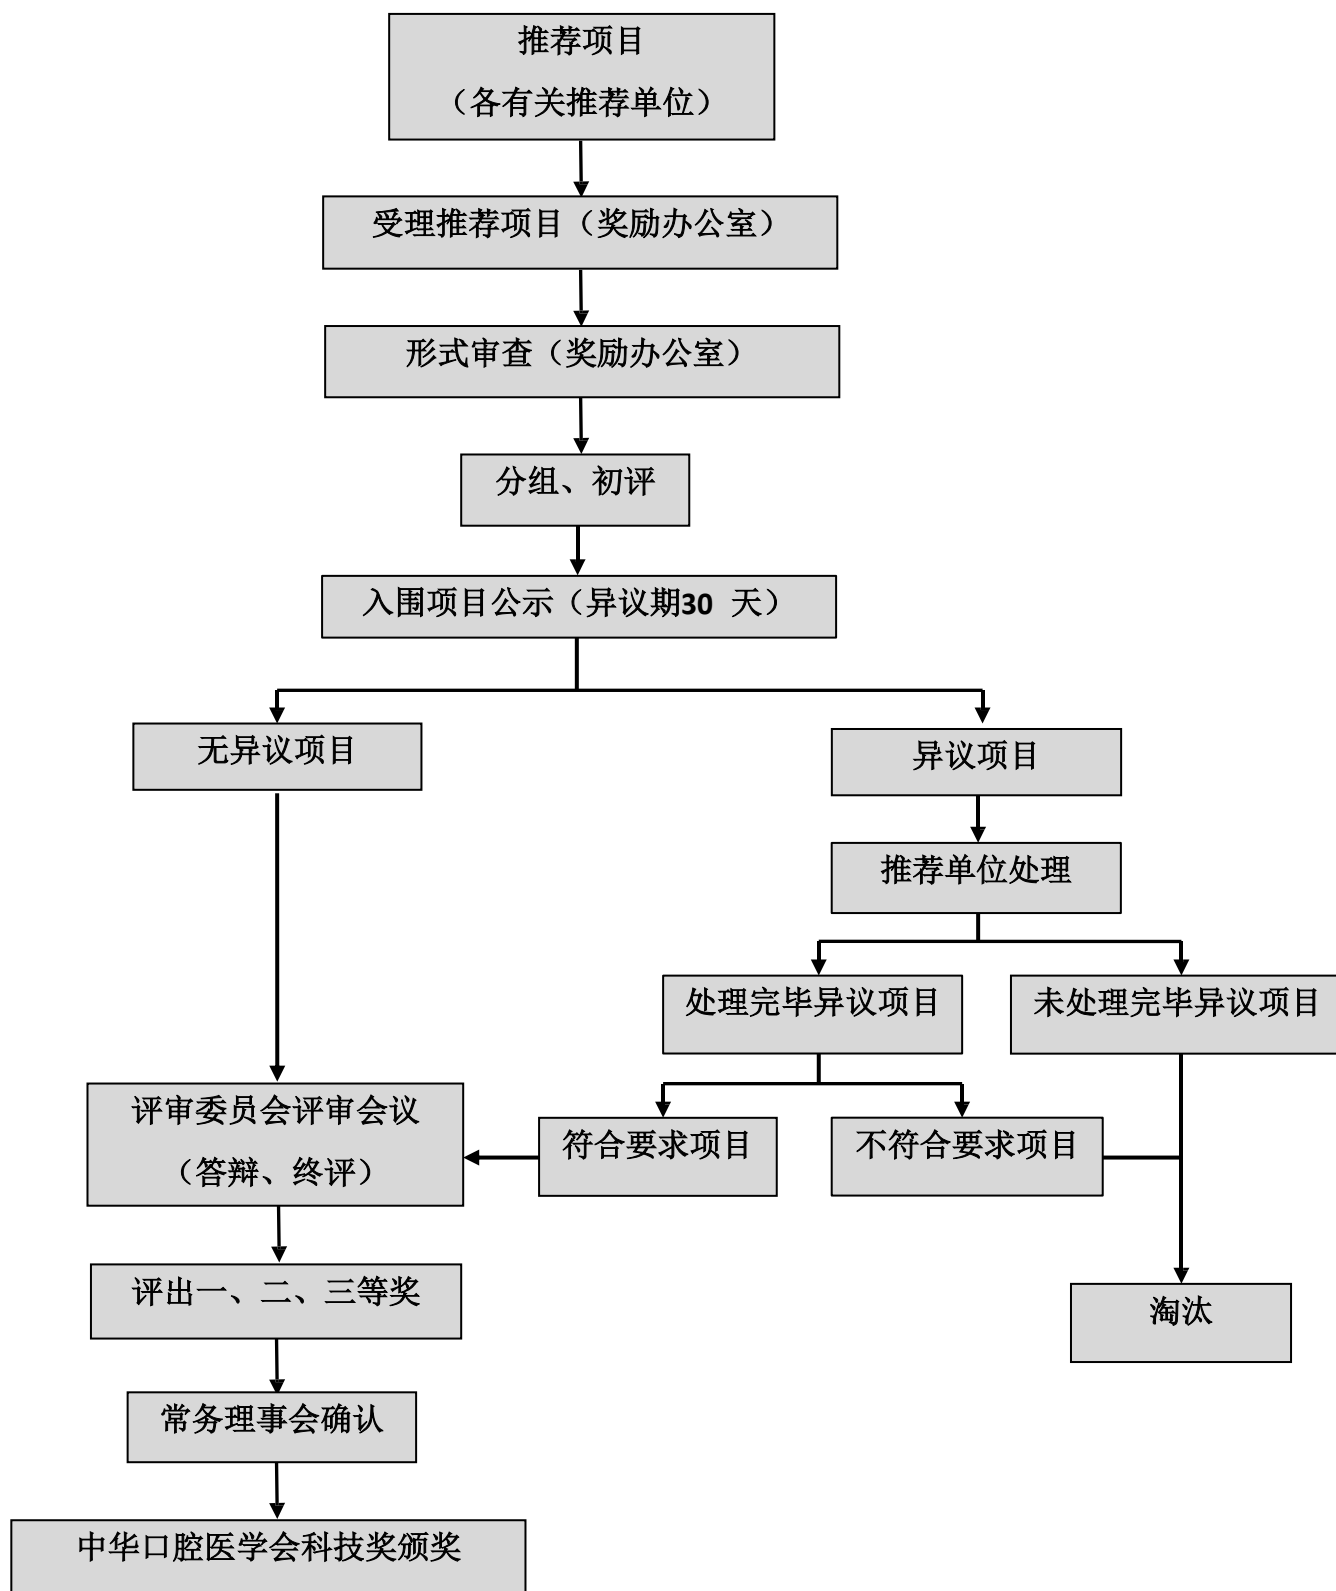 推荐项目
（各有关推荐单位）
受理推荐项目（奖励办公室）
形式审查（奖励办公室）
分组、初评
入围项目公示（异议期30 天）
无异议项目
异议项目
推荐单位处理
处理完毕异议项目
未处理完毕异议项目
评审委员会评审会议
（答辩、终评）
符合要求项目
不符合要求项目
评出一、二、三等奖
淘汰
常务理事会确认
中华口腔医学会科技奖颁奖